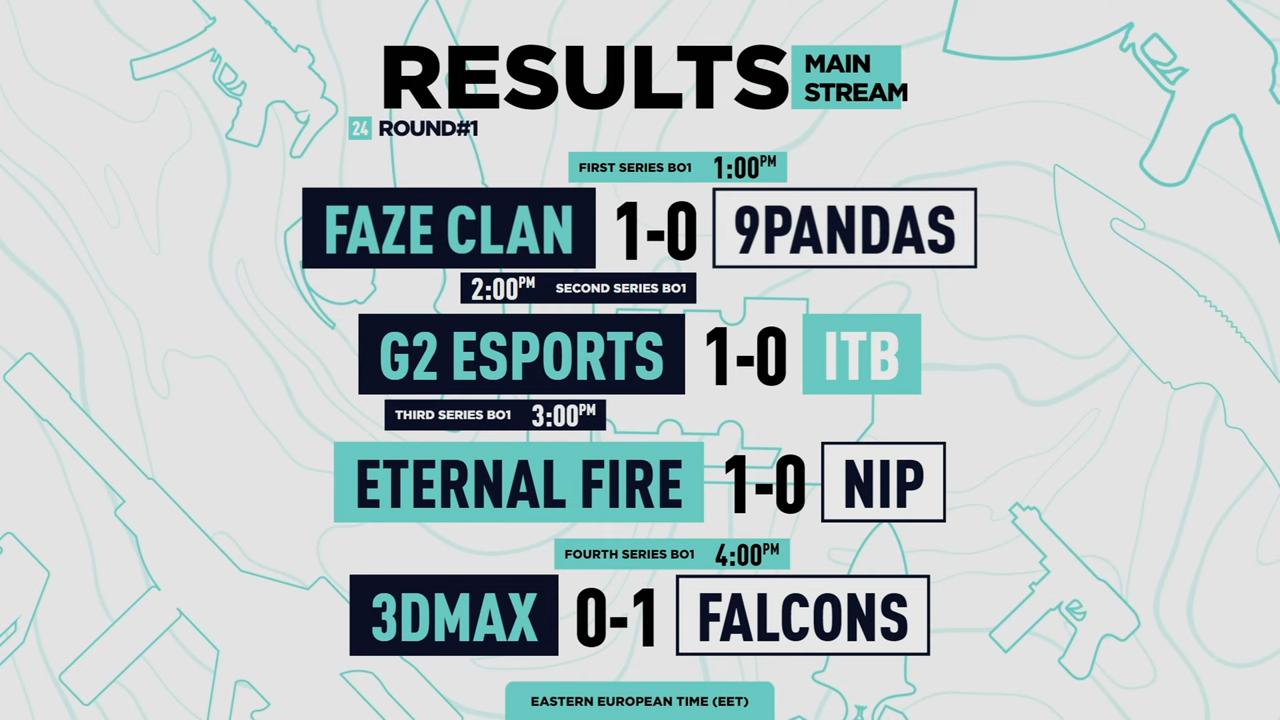 RESULTS
MAIN
STREAM
24 ROUND#1
FIRST SERIES BO1 1:00PM
FAZE CLAN 1-0 9PANDAS
2:00PM SECOND SERIES BO1
G2 ESPORTS 1-0 ITB
THIRD SERIES BO1 3:00PM
ETERNAL FIRE 1-0 NIP
FOURTH SERIES BO1 4:00PM
3DMAX 0-1 FALCONS
EASTERN EUROPEAN TIME (EET)